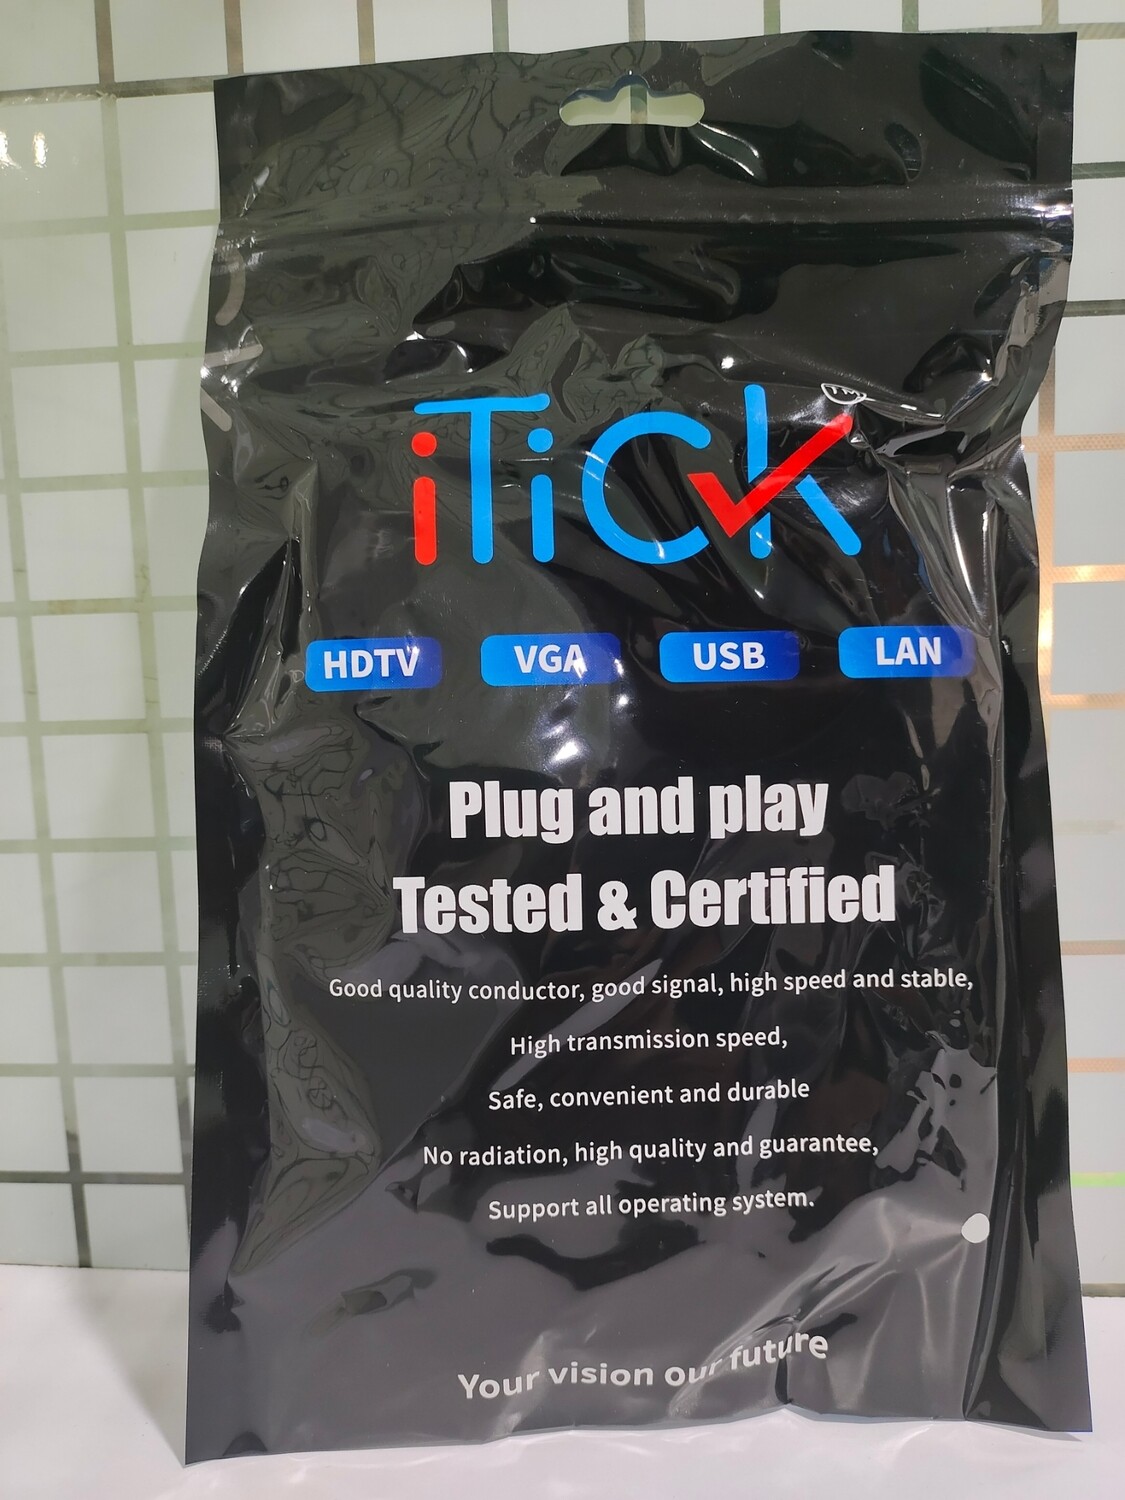 iTick
TM
HDTV VGA USB LAN
Plug and play
Tested & Certified
Good quality conductor, good signal, high speed and stable,
High transmission speed,
Safe, convenient and durable
No radiation, high quality and guarantee,
Support all operating system.
Your vision our future